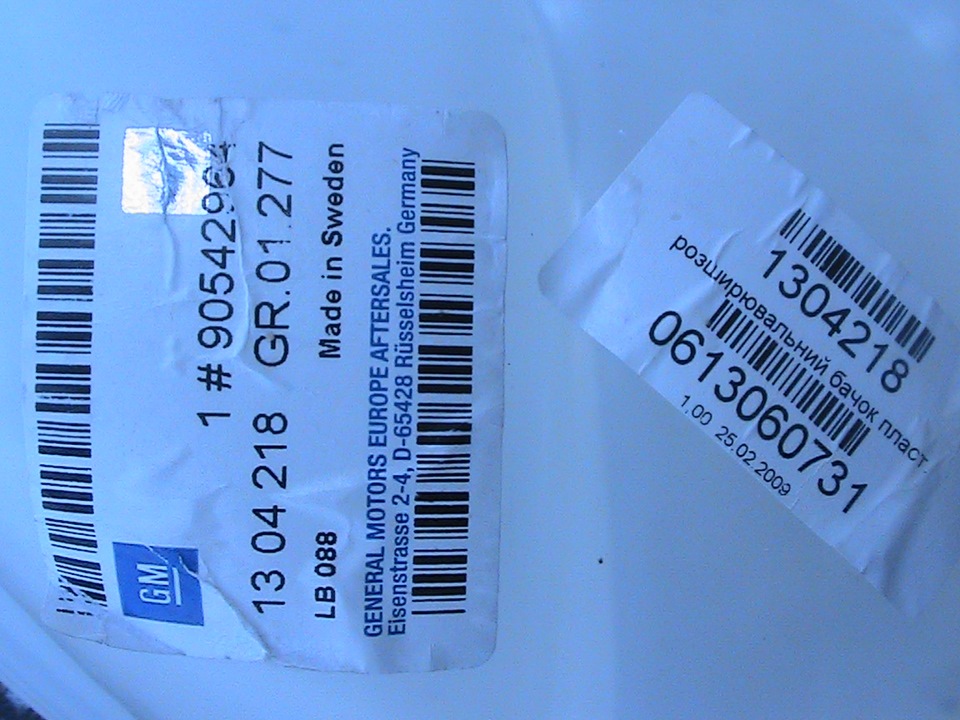 GM
1 # 90542964
13 04 218 GR.01.277
LB 088 Made in Sweden
GENERAL MOTORS EUROPE AFTERSALES.
Eisenstrasse 2-4, D-65428 Rüsselsheim Germany
1304218
розширювальний бачок пласт.
0613060731
1,00 25.02.2009